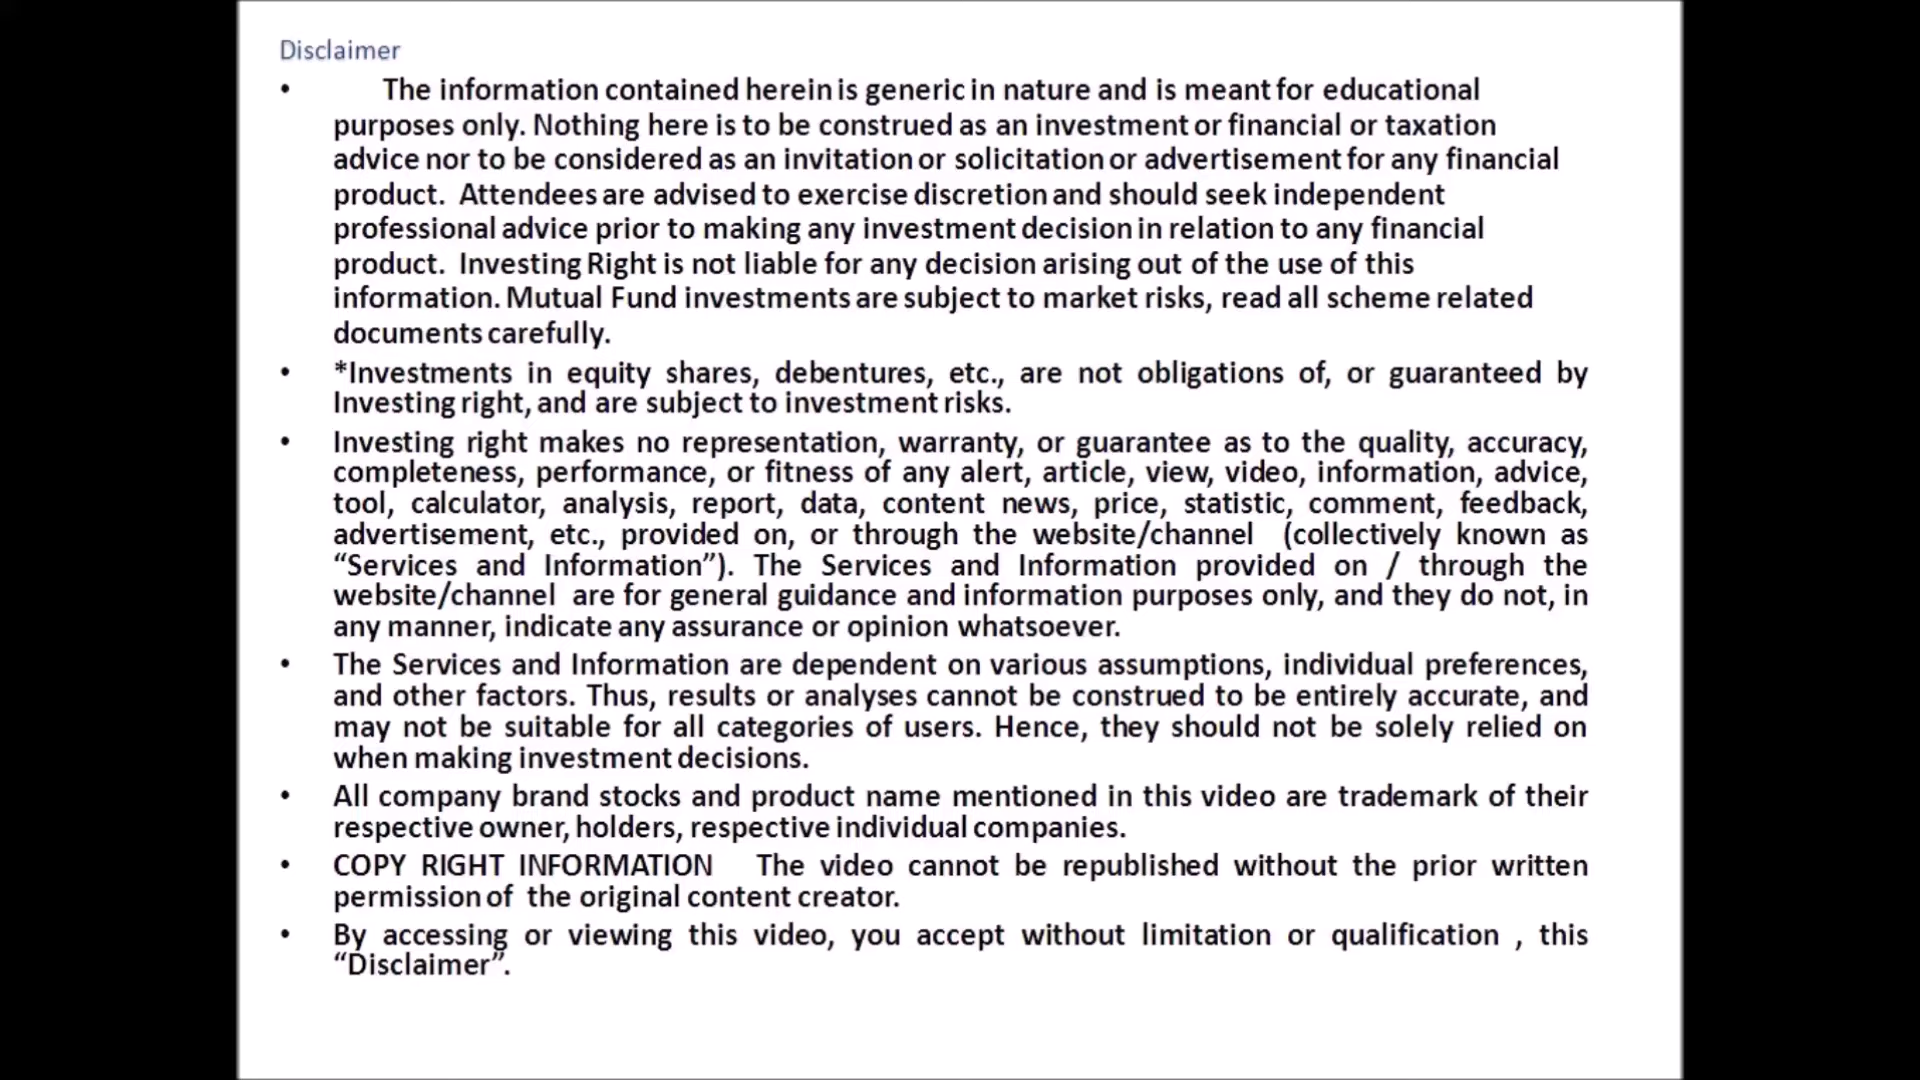 Disclaimer
• The information contained herein is generic in nature and is meant for educational
purposes only. Nothing here is to be construed as an investment or financial or taxation
advice nor to be considered as an invitation or solicitation or advertisement for any financial
product. Attendees are advised to exercise discretion and should seek independent
professional advice prior to making any investment decision in relation to any financial
product. Investing Right is not liable for any decision arising out of the use of this
information. Mutual Fund investments are subject to market risks, read all scheme related
documents carefully.
• *Investments in equity shares, debentures, etc., are not obligations of, or guaranteed by
Investing right, and are subject to investment risks.
• Investing right makes no representation, warranty, or guarantee as to the quality, accuracy,
completeness, performance, or fitness of any alert, article, view, video, information, advice,
tool, calculator, analysis, report, data, content news, price, statistic, comment, feedback,
advertisement, etc., provided on, or through the website/channel (collectively known as
“Services and Information”). The Services and Information provided on / through the
website/channel are for general guidance and information purposes only, and they do not, in
any manner, indicate any assurance or opinion whatsoever.
• The Services and Information are dependent on various assumptions, individual preferences,
and other factors. Thus, results or analyses cannot be construed to be entirely accurate, and
may not be suitable for all categories of users. Hence, they should not be solely relied on
when making investment decisions.
• All company brand stocks and product name mentioned in this video are trademark of their
respective owner, holders, respective individual companies.
• COPY RIGHT INFORMATION The video cannot be republished without the prior written
permission of the original content creator.
• By accessing or viewing this video, you accept without limitation or qualification , this
“Disclaimer”.